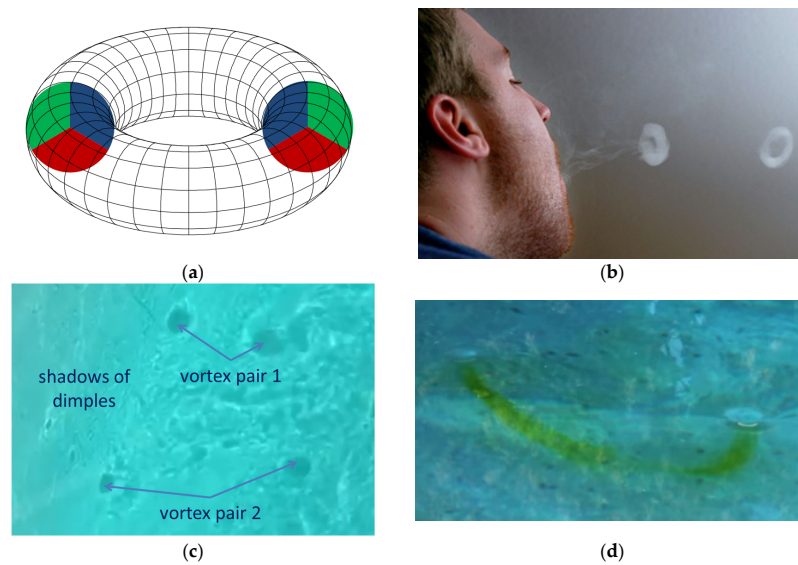 (a)
(b)
shadows of
dimples
vortex pair 1
vortex pair 2
(c)
(d)